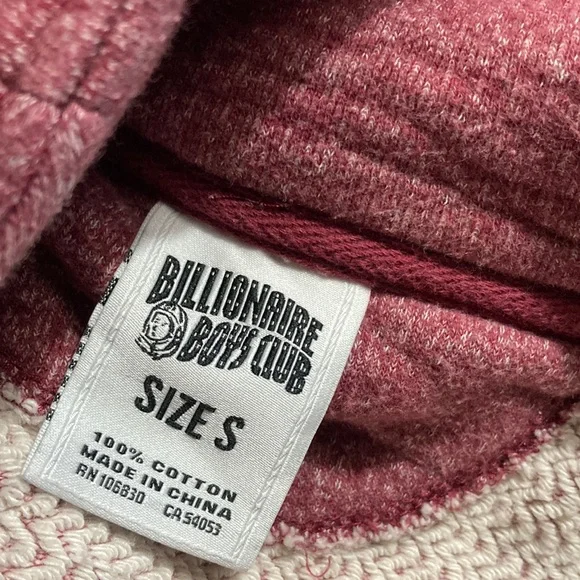 BILLIONAIRE
BOYS CLUB
SIZE S
100% COTTON
MADE IN CHINA
RN 106830 CA 54053